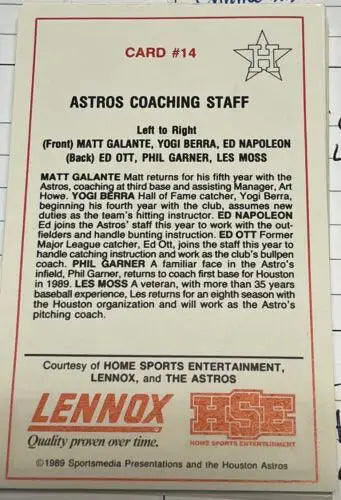 CARD #14
H
ASTROS COACHING STAFF
Left to Right
(Front) MATT GALANTE, YOGI BERRA, ED NAPOLEON
(Back) ED OTT, PHIL GARNER, LES MOSS
MATT GALANTE Matt returns for his fifth year with the
Astros, coaching at third base and assisting Manager, Art
Howe. YOGI BERRA Hall of Fame catcher, Yogi Berra,
beginning his fourth year with the club, assumes new
duties as the team's hitting instructor. ED NAPOLEON
Ed joins the Astros' staff this year to work with the out-
fielders and handle bunting instruction. ED OTT Former
Major League catcher, Ed Ott, joins the staff this year to
handle catching instruction and work as the club's bullpen
coach. PHIL GARNER A familiar face in the Astro's
infield, Phil Garner, returns to coach first base for Houston
in 1989. LES MOSS A veteran, with more than 35 years
baseball experience, Les returns for an eighth season with
the Houston organization and will work as the Astro's
pitching coach.
Courtesy of HOME SPORTS ENTERTAINMENT,
LENNOX, and THE ASTROS
LENNOX HSE
Quality proven over time. HOME SPORTS ENTERTAINMENT
©1989 Sportsmedia Presentations and the Houston Astros